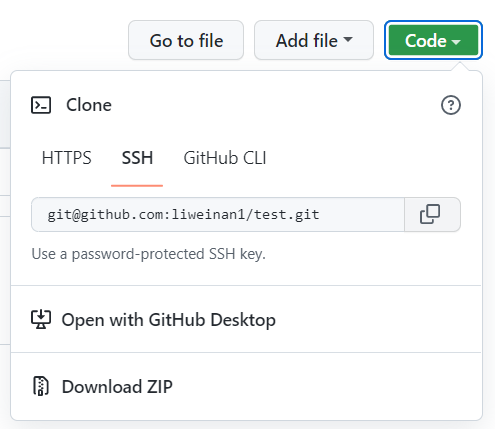 Go to file
Add file
Code
Clone
HTTPS
SSH
GitHub CLI
git@github.com:liweinan1/test.git
Use a password-protected SSH key.
Open with GitHub Desktop
Download ZIP